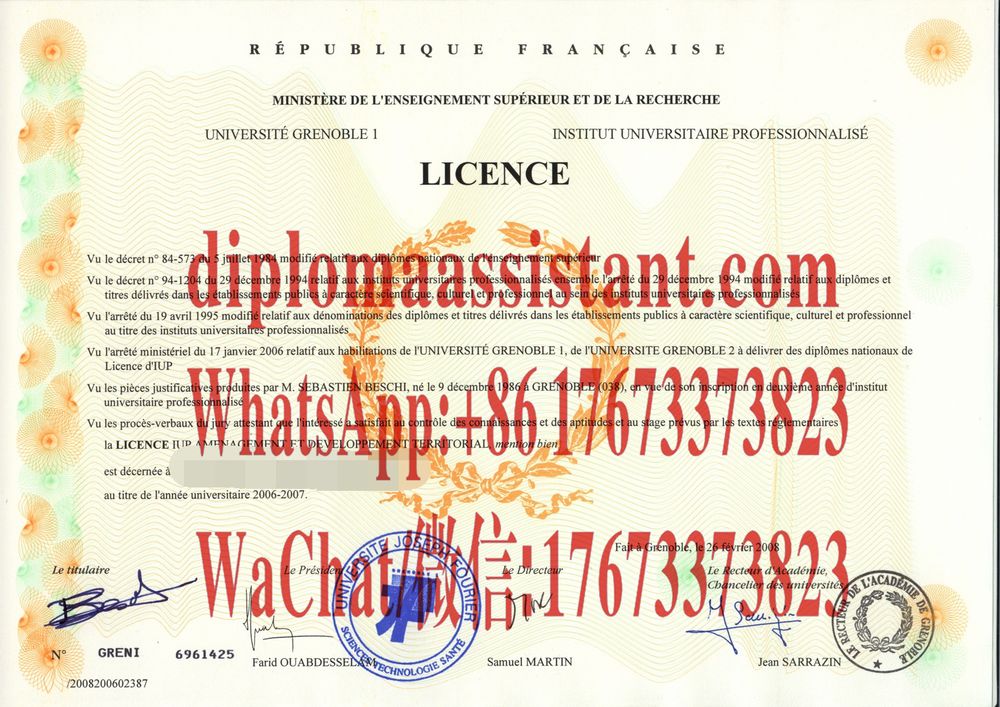 RÉPUBLIQUE FRANÇAISE
MINISTÈRE DE L'ENSEIGNEMENT SUPÉRIEUR ET DE LA RECHERCHE
UNIVERSITÉ GRENOBLE 1
INSTITUT UNIVERSITAIRE PROFESSIONNALISÉ
LICENCE
diplomaassistant.com
Vu le décret n° 84-573 du 5 juillet 1984 modifié relatif aux diplômes nationaux de l'enseignement supérieur
Vu le décret n° 94-1204 du 29 décembre 1994 relatif aux instituts universitaires professionnalisés ensemble l'arrêté du 29 décembre 1994 modifié relatif aux diplômes et
titres délivrés dans les établissements publics à caractère scientifique, culturel et professionnel au sein des instituts universitaires professionnalisés
Vu l'arrêté du 19 avril 1995 modifié relatif aux dénominations des diplômes et titres délivrés dans les établissements publics à caractère scientifique, culturel et professionnel
au titre des instituts universitaires professionnalisés
Vu l'arrêté ministériel du 17 janvier 2006 relatif aux habilitations de l'UNIVERSITÉ GRENOBLE 1, de l'UNIVERSITE GRENOBLE 2 à délivrer des diplômes nationaux de
Licence d'IUP
WhatsApp:+86 17673373823
Vu les pièces justificatives produites par M. SEBASTIEN BESCHI, né le 9 décembre 1986 à GRENOBLE (038), en vue de son inscription en deuxième année d'institut
universitaire professionnalisé
Vu les procès-verbaux du jury attestant que l'intéressé a satisfait au contrôle des connaissances et des aptitudes et au stage prévus par les textes réglementaires
la LICENCE IUP AMENAGEMENT ET DEVELOPPEMENT TERRITORIAL, mention bien
est décernée à
au titre de l'année universitaire 2006-2007.
WaChat微信:17673373823
Fait à Grenoble, le 26 février 2008
Le titulaire
Le Président
Le Directeur
Le Recteur d'Académie,
Chancelier des universités
UNIVERSITE JOSEPH FOURIER
SCIENCES TECHNOLOGIE SANTÉ
LE RECTEUR DE L'ACADÉMIE DE GRENOBLE
N° GRENI 6961425
Farid OUABDESSELAM
Samuel MARTIN
Jean SARRAZIN
/2008200602387